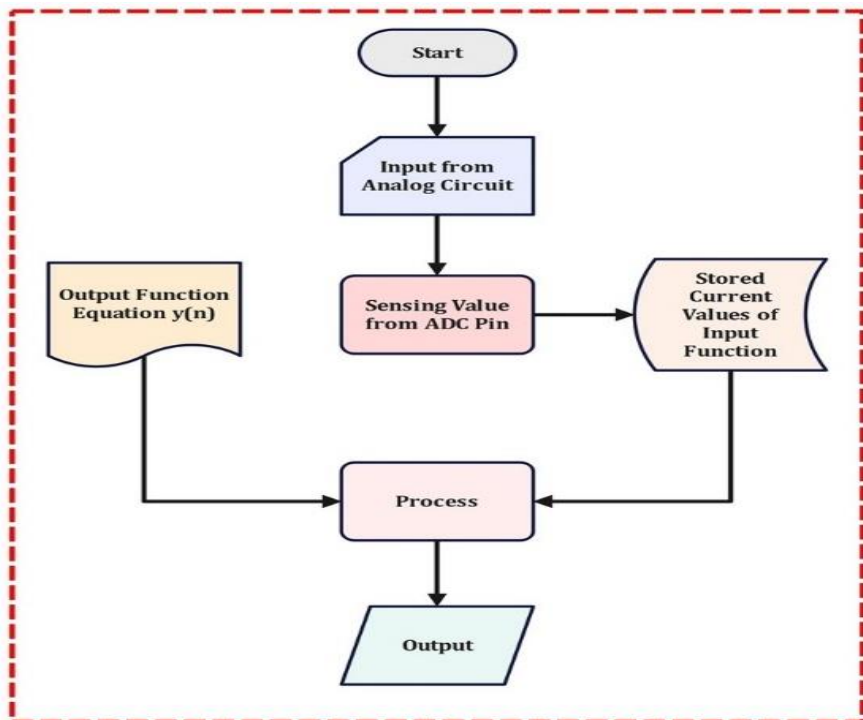 Start
Input from
Analog Circuit
Output Function
Equation y(n)
Sensing Value
from ADC Pin
Stored
Current
Values of
Input
Function
Process
Output